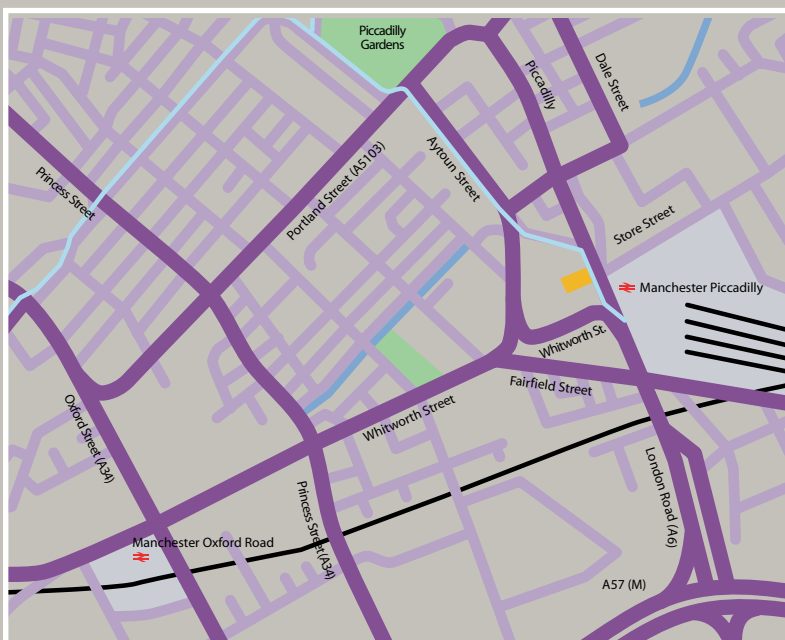 Piccadilly
Gardens
Piccadilly
Dale Street
Aytoun Street
Princess Street
Portland Street (A5103)
Store Street
Manchester Piccadilly
Whitworth St.
Fairfield Street
Oxford Street (A34)
Whitworth Street
London Road (A6)
Princess Street(A34)
Manchester Oxford Road
A57 (M)